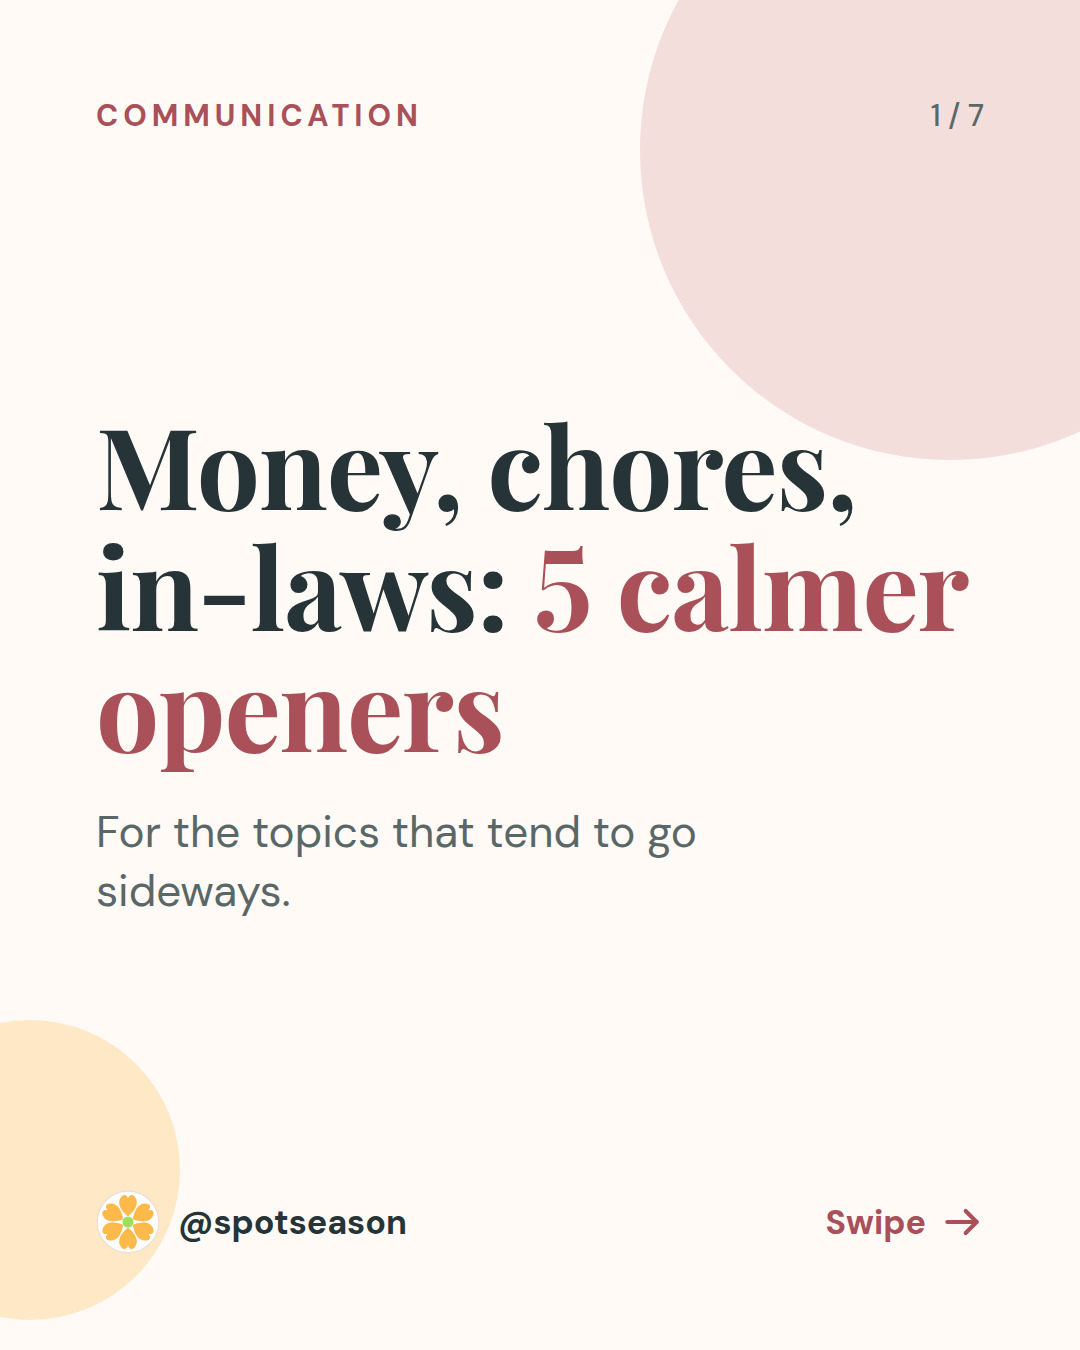 COMMUNICATION
1 / 7
Money, chores,
in-laws: 5 calmer
openers
For the topics that tend to go
sideways.
@spotseason
Swipe →